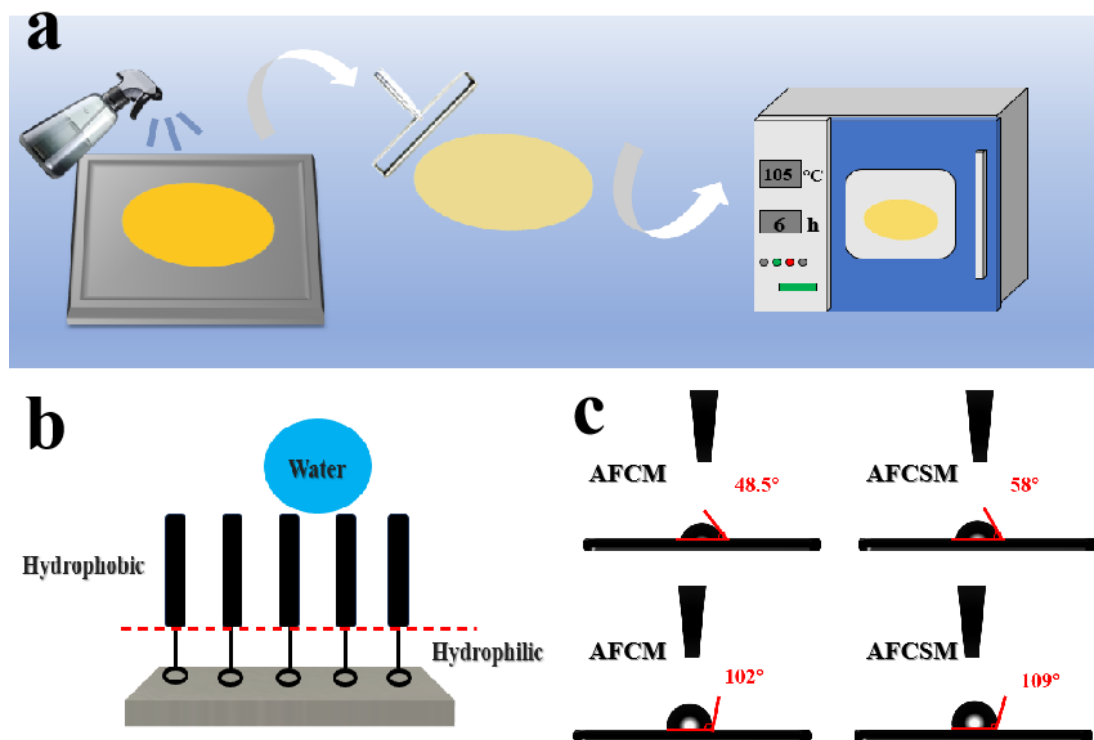 a
105 °C
6 h
b
Water
Hydrophobic
Hydrophilic
c
AFCM
48.5°
AFCSM
58°
AFCM
102°
AFCSM
109°